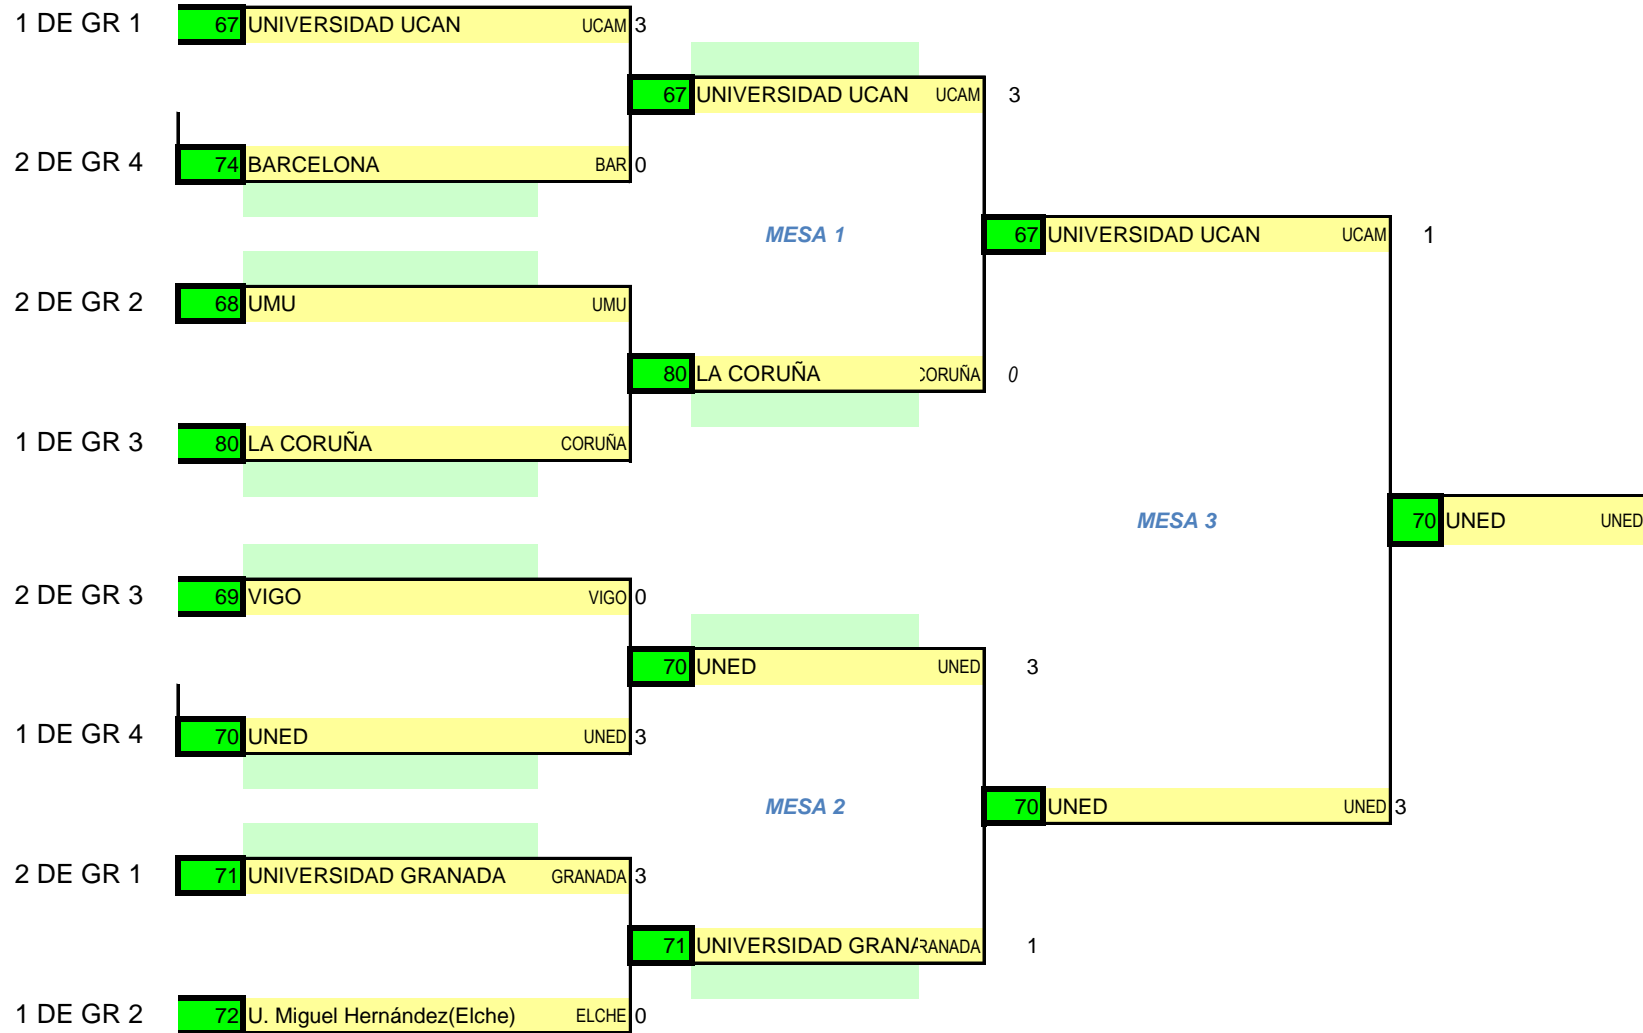 1 DE GR 1 67 UNIVERSIDAD UCAN UCAM 3
67 UNIVERSIDAD UCAN UCAM 3
2 DE GR 4 74 BARCELONA BAR 0
MESA 1 67 UNIVERSIDAD UCAN UCAM 1
2 DE GR 2 68 UMU UMU
80 LA CORUÑA CORUÑA 0
1 DE GR 3 80 LA CORUÑA CORUÑA
MESA 3 70 UNED UNED
2 DE GR 3 69 VIGO VIGO 0
70 UNED UNED 3
1 DE GR 4 70 UNED UNED 3
MESA 2 70 UNED UNED 3
2 DE GR 1 71 UNIVERSIDAD GRANADA GRANADA 3
71 UNIVERSIDAD GRANA RANADA 1
1 DE GR 2 72 U. Miguel Hernández(Elche) ELCHE 0